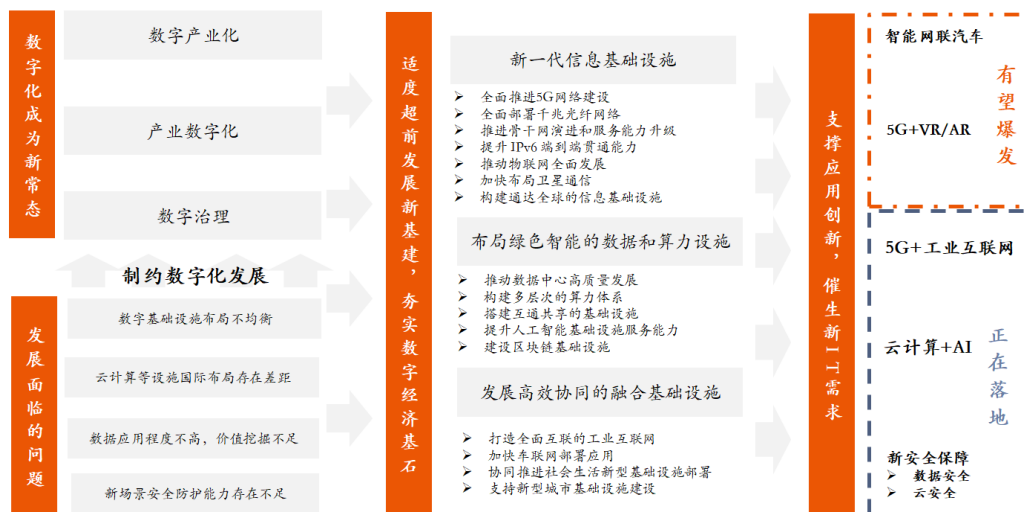 数字化成为新常态
数字产业化
产业数字化
数字治理
制约数字化发展
发展面临的问题
数字基础设施布局不均衡
云计算等设施国际布局存在差距
数据应用程度不高，价值挖掘不足
新场景安全防护能力存在不足
适度超前发展新基建，夯实数字经济基石
新一代信息基础设施
➢ 全面推进5G网络建设
➢ 全面部署千兆光纤网络
➢ 推进骨干网演进和服务能力升级
➢ 提升IPv6端到端贯通能力
➢ 推动物联网全面发展
➢ 加快布局卫星通信
➢ 构建通达全球的信息基础设施
布局绿色智能的数据和算力设施
➢ 推动数据中心高质量发展
➢ 构建多层次的算力体系
➢ 搭建互通共享的基础设施
➢ 提升人工智能基础设施服务能力
➢ 建设区块链基础设施
发展高效协同的融合基础设施
➢ 打造全面互联的工业互联网
➢ 加快车联网部署应用
➢ 协同推进社会生活新型基础设施部署
➢ 支持新型城市基础设施建设
支撑应用创新，催生新IT需求
智能网联汽车
5G+VR/AR
有望爆发
5G+工业互联网
云计算+AI
正在落地
新安全保障
➢ 数据安全
➢ 云安全